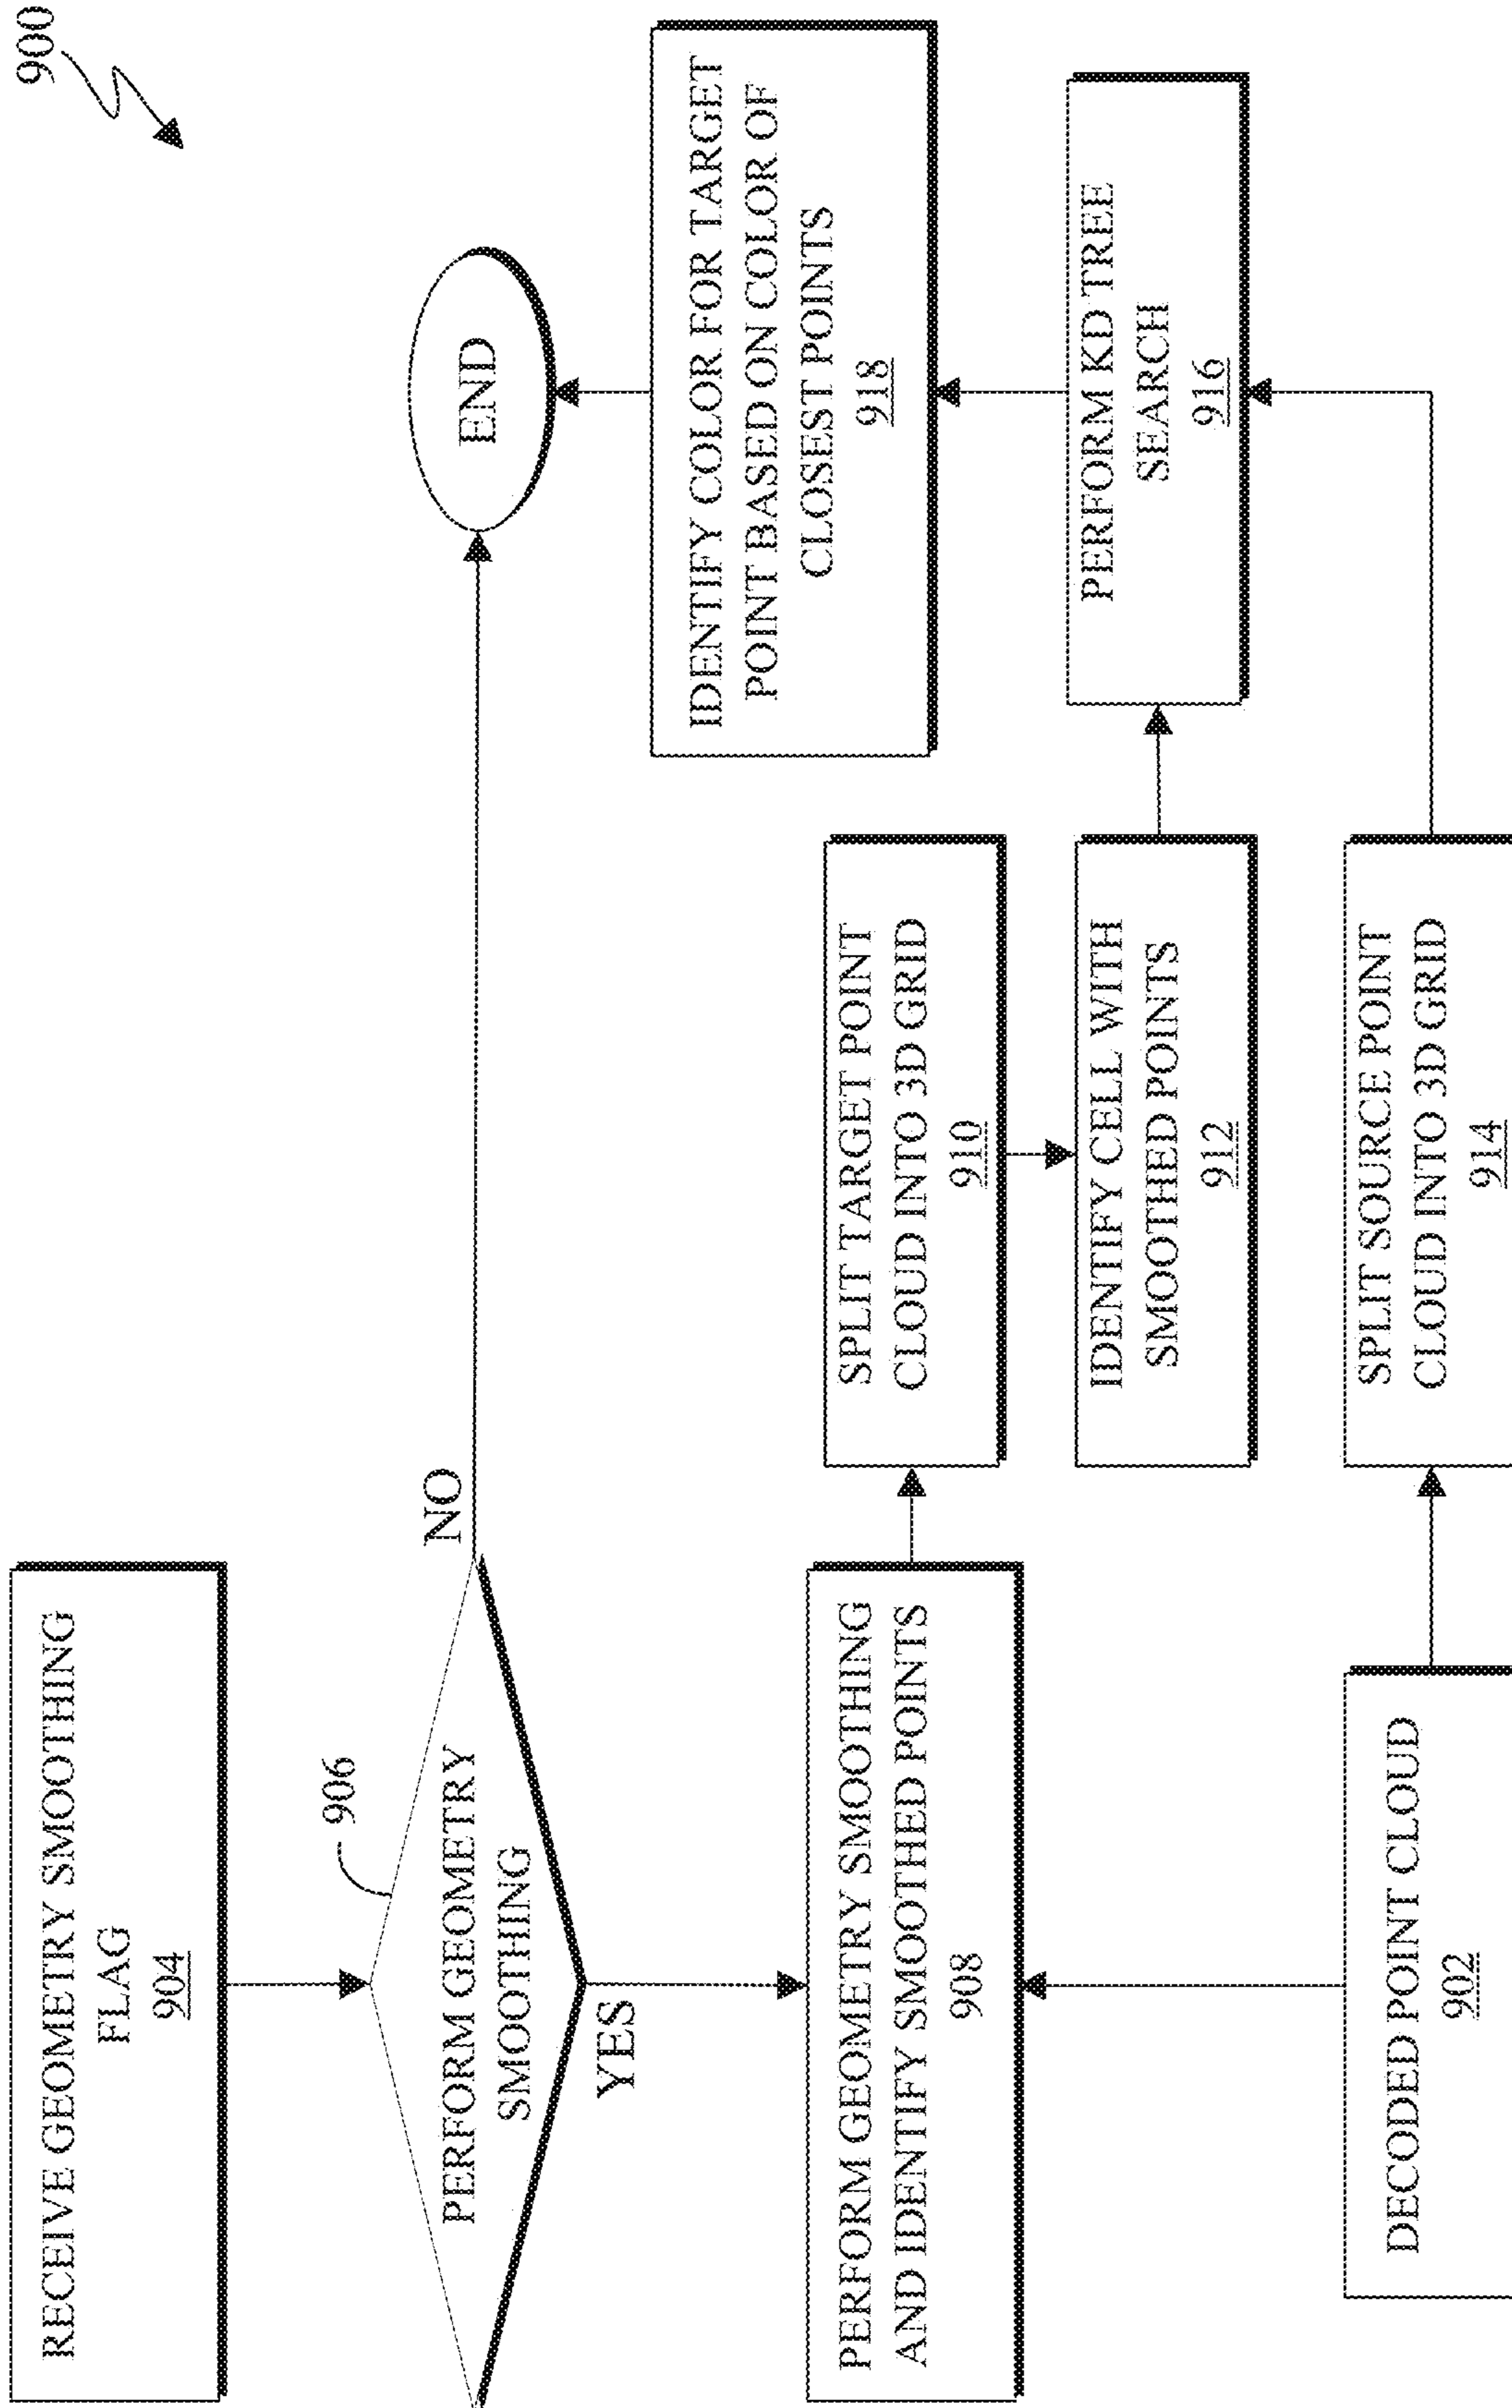 900
RECEIVE GEOMETRY SMOOTHING
FLAG
904
906
PERFORM GEOMETRY
SMOOTHING
NO
YES
END
PERFORM GEOMETRY SMOOTHING
AND IDENTIFY SMOOTHED POINTS
908
DECODED POINT CLOUD
902
SPLIT TARGET POINT
CLOUD INTO 3D GRID
910
IDENTIFY CELL WITH
SMOOTHED POINTS
912
SPLIT SOURCE POINT
CLOUD INTO 3D GRID
914
IDENTIFY COLOR FOR TARGET
POINT BASED ON COLOR OF
CLOSEST POINTS
918
PERFORM KD TREE
SEARCH
916